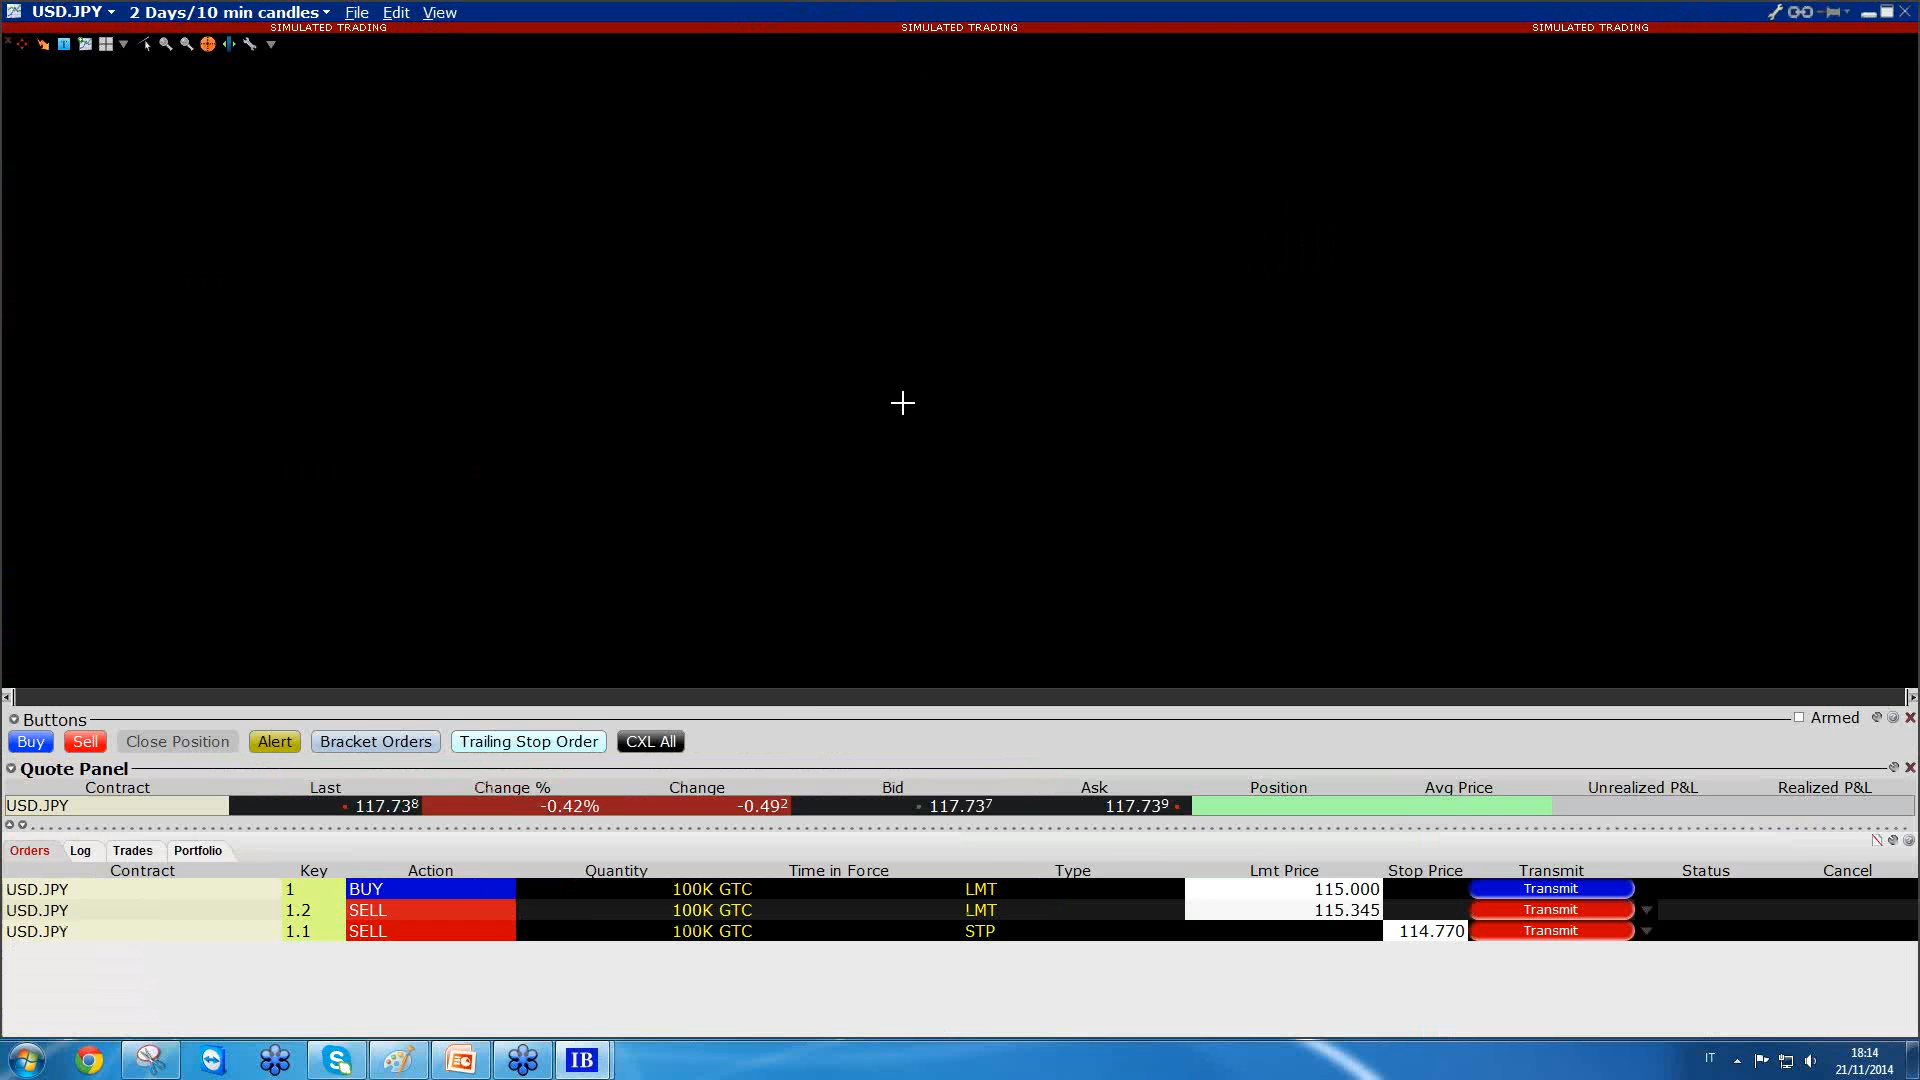 USD.JPY 2 Days/10 min candles File Edit View
SIMULATED TRADING SIMULATED TRADING SIMULATED TRADING
Buttons Armed
Buy Sell Close Position Alert Bracket Orders Trailing Stop Order CXL All
Quote Panel
Contract Last Change % Change Bid Ask Position Avg Price Unrealized P&L Realized P&L
USD.JPY 117.738 -0.42% -0.492 117.737 117.739
Orders Log Trades Portfolio
Contract Key Action Quantity Time in Force Type Lmt Price Stop Price Transmit Status Cancel
USD.JPY 1 BUY 100K GTC LMT 115.000 Transmit
USD.JPY 1.2 SELL 100K GTC LMT 115.345 Transmit
USD.JPY 1.1 SELL 100K GTC STP 114.770 Transmit
IB IT 18:14
21/11/2014